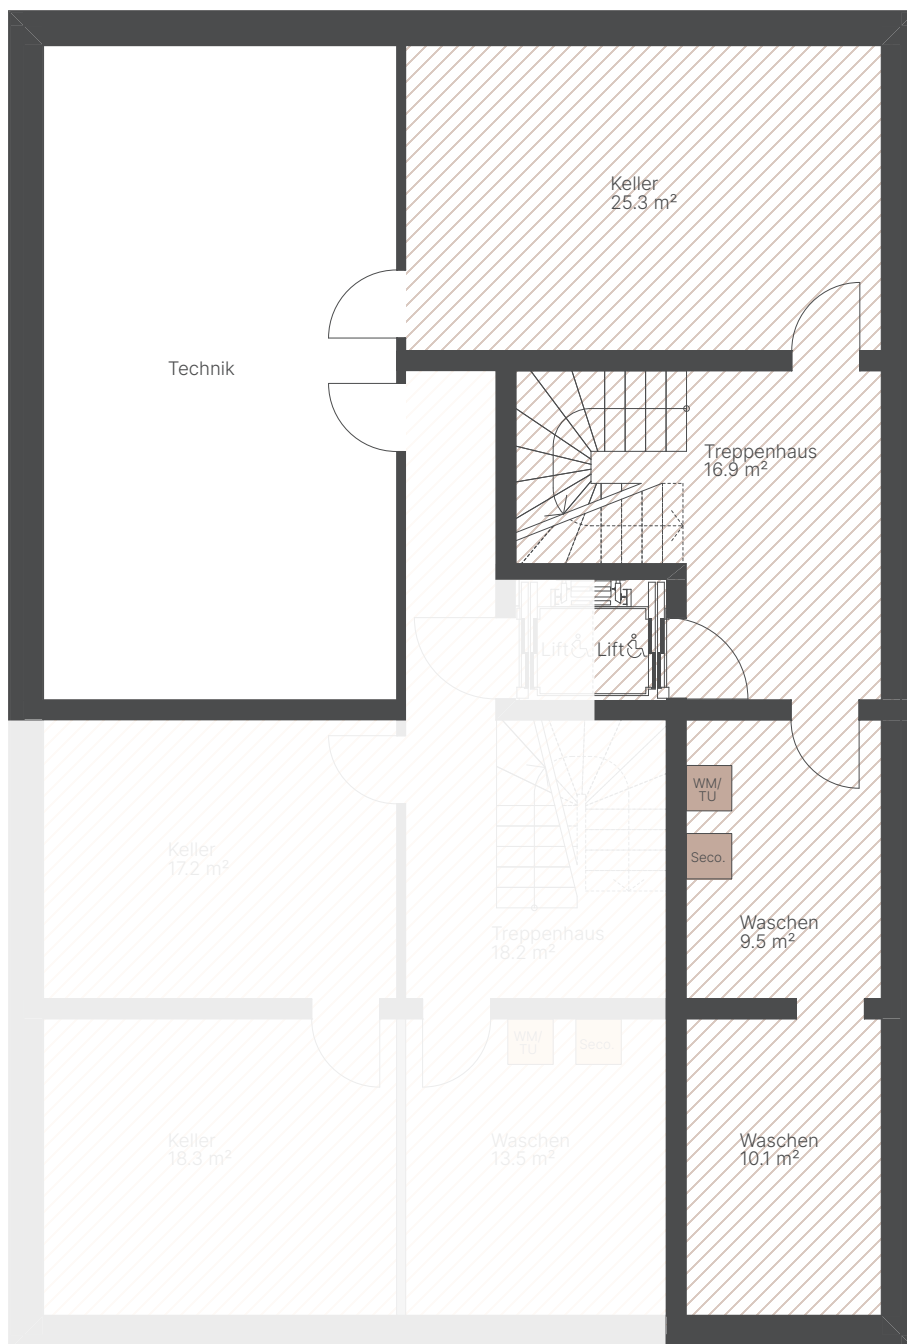 Keller
25.3 m²
Technik
Treppenhaus
16.9 m²
Lift
Lift
WM/
TU
Seco.
Keller
17.2 m²
Waschen
9.5 m²
Treppenhaus
18.2 m²
WM/
TU
Seco.
Keller
18.3 m²
Waschen
13.5 m²
Waschen
10.1 m²